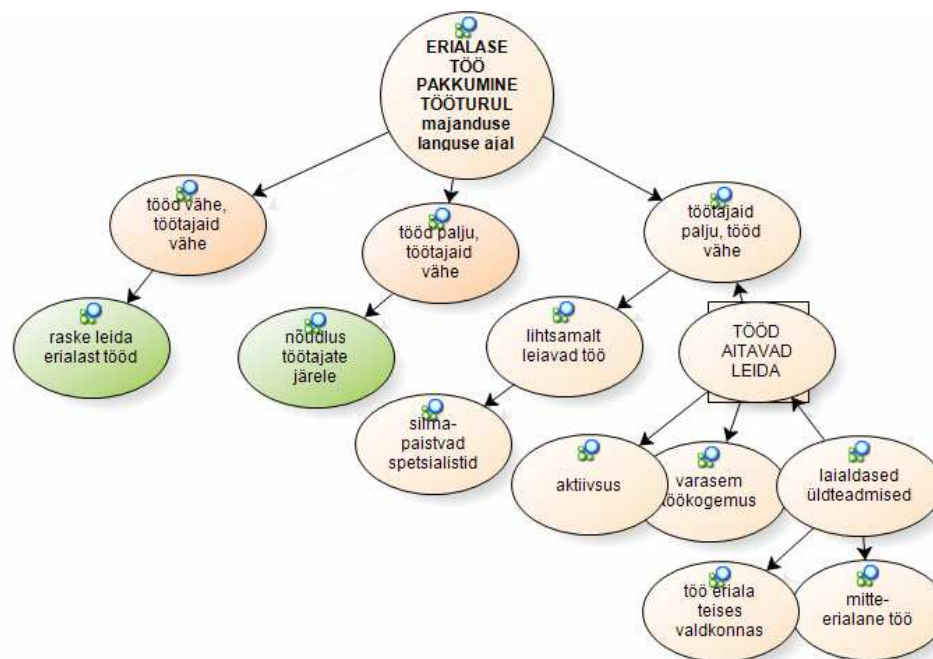 ERIALASE
TÖÖ
PAKKUMINE
TÖÖTURUL
majanduse
languse ajal
tööd vähe,
töötajaid
vähe
tööd palju,
töötajaid
vähe
töötajaid
palju, tööd
vähe
raske leida
erialast tööd
nõudlus
töötajate
järele
lihtsamalt
leiavad töö
TÖÖD
AITAVAD
LEIDA
silma-
paistvad
spetsialistid
aktiivsus
varasem
töökogemus
laialdased
üldteadmised
töö eriala
teises
valdkonnas
mitte-
erialane töö